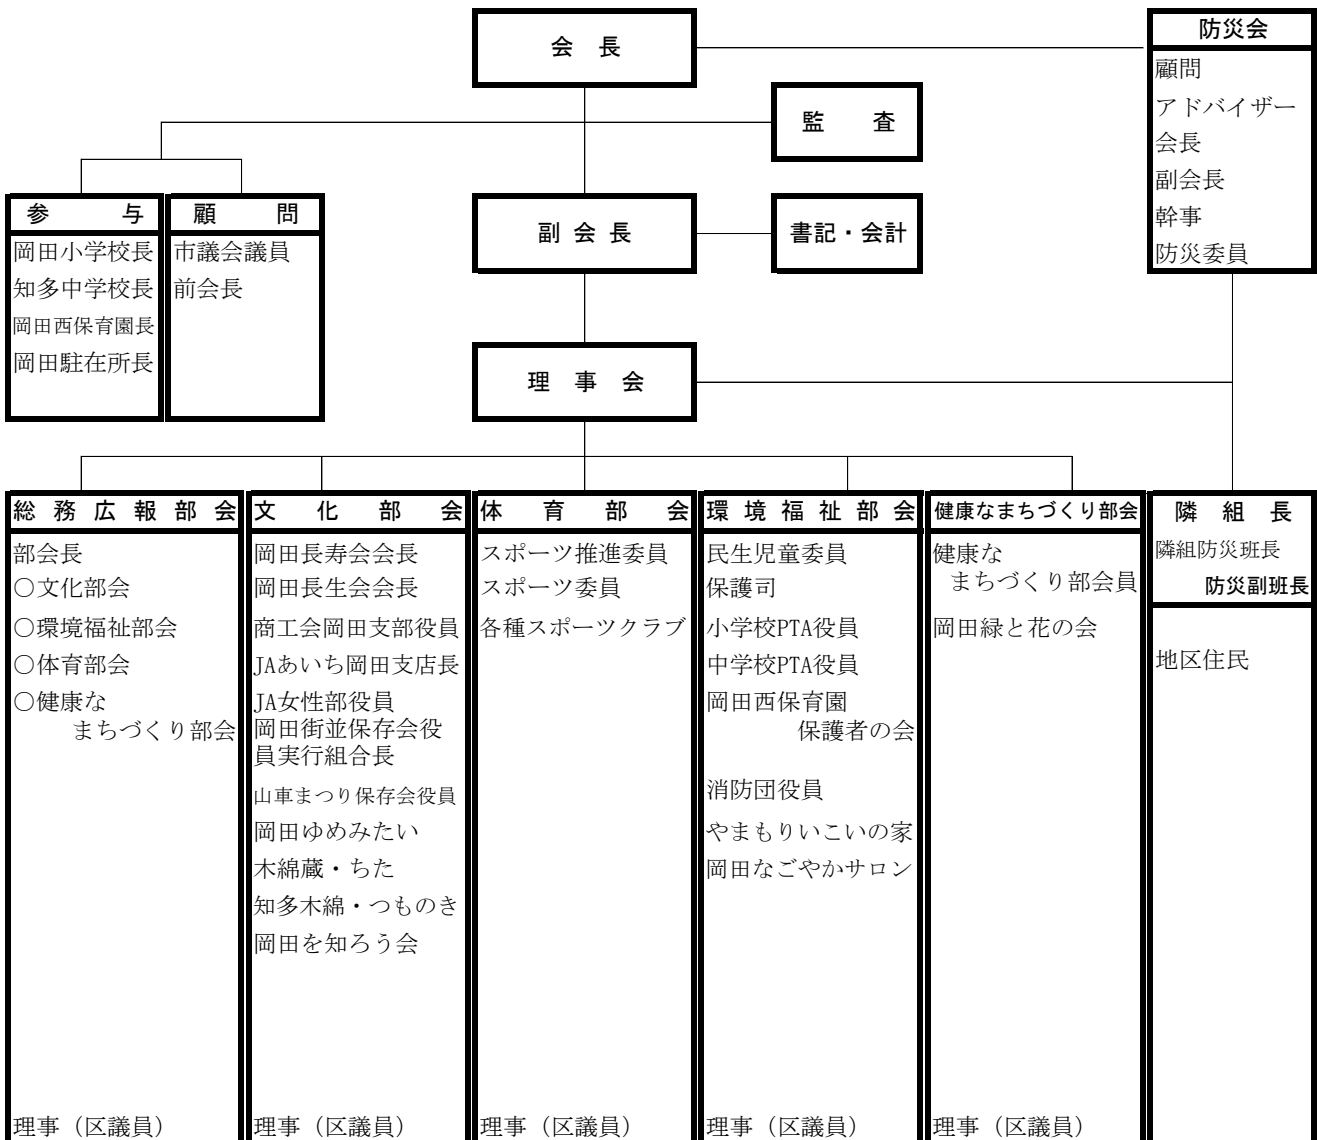 会長
防災会
顧問
アドバイザー
会長
副会長
幹事
防災委員
監査
参与
岡田小学校長
知多中学校長
岡田西保育園長
岡田駐在所長
顧問
市議会議員
前会長
副会長
書記・会計
理事会
総務広報部会
部会長
〇文化部会
〇環境福祉部会
〇体育部会
〇健康な
まちづくり部会
理事（区議員）
文化部会
岡田長寿会会長
岡田長生会会長
商工会岡田支部役員
JAあいち岡田支店長
JA女性部役員
岡田街並保存会役
員実行組合長
山車まつり保存会役員
岡田ゆめみたい
木綿蔵・ちた
知多木綿・つものき
岡田を知ろう会
理事（区議員）
体育部会
スポーツ推進委員
スポーツ委員
各種スポーツクラブ
理事（区議員）
環境福祉部会
民生児童委員
保護司
小学校PTA役員
中学校PTA役員
岡田西保育園
保護者の会
消防団役員
やまもりいこいの家
岡田なごやかサロン
理事（区議員）
健康なまちづくり部会
健康な
まちづくり部会員
岡田緑と花の会
理事（区議員）
隣組長
隣組防災班長
防災副班長
地区住民